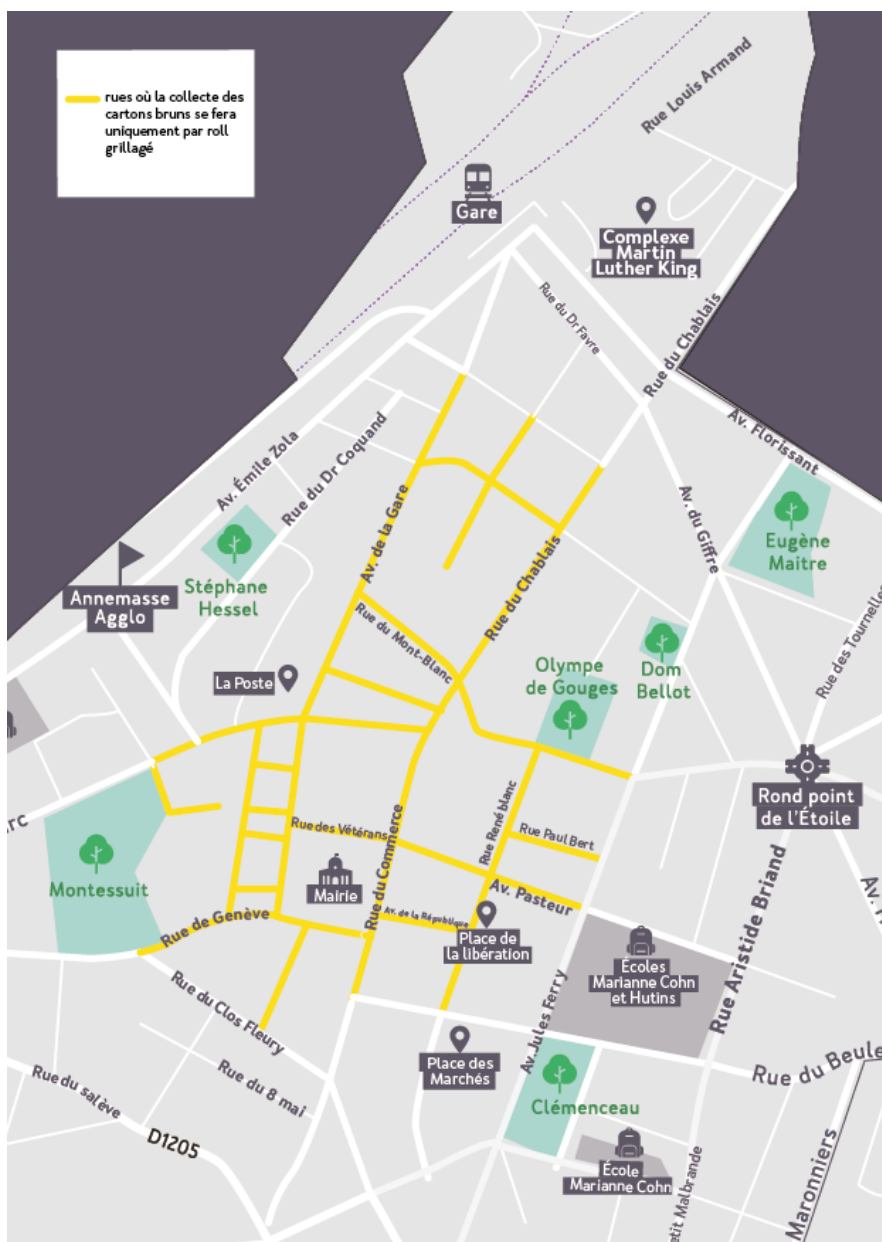 rues où la collecte des
cartons bruns se fera
uniquement par roll
grillagé
Rue Louis Armand
Gare
Complexe
Martin
Luther King
Rue du Dr Favre
Rue du Chablais
Av. Florissant
Av. Émile Zola
Rue du Dr Coquand
Av. de la Gare
Av. du Giffre
Eugène
Maitre
Stéphane
Hessel
Annemasse
Agglo
Rue du Chablais
Rue du Mont-Blanc
Olympe
de Gouges
Dom
Bellot
Rue des Tournelles
La Poste
Rond point
de l'Étoile
Rue René blanc
Rue des Vétérans
Rue Paul Bert
Rue du Commerce
Montessuit
Mairie
Av. Pasteur
Av. de la République
Rue de Genève
Place de
la libération
Écoles
Marianne Cohn
et Hutins
Rue Aristide Briand
Rue du Clos Fleury
Av.Jules Ferry
Place des
Marchés
Rue du Beule
Rue du 8 mai
Rue du salève
Clémenceau
D1205
École
Marianne Cohn
etit Malbrande
Maronniers